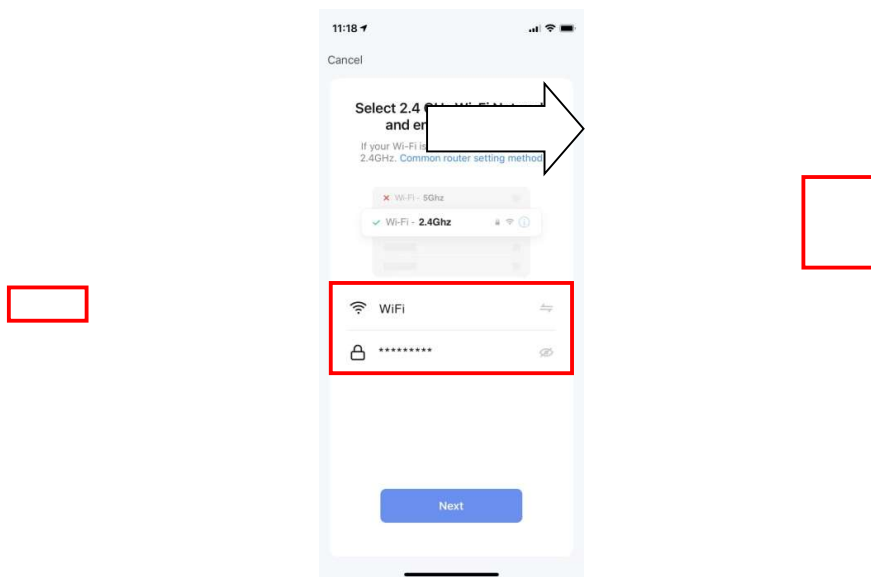 11:18
Cancel
Select 2.4
and en
If your Wi-Fi is
2.4GHz. Common router setting method
× Wi-Fi - 5Ghz
✓ Wi-Fi - 2.4Ghz
WiFi
*********
Next